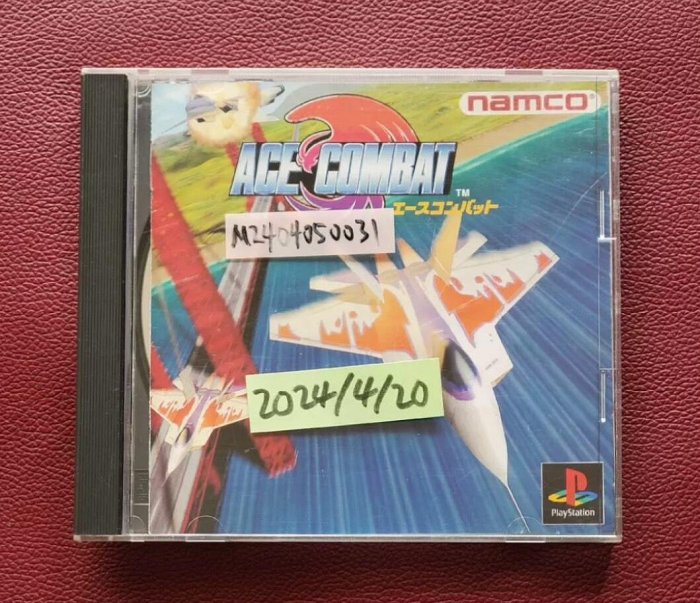 namco®
ACE COMBAT
TM
エースコンバット
M2404050031
2024/4/20
PlayStation